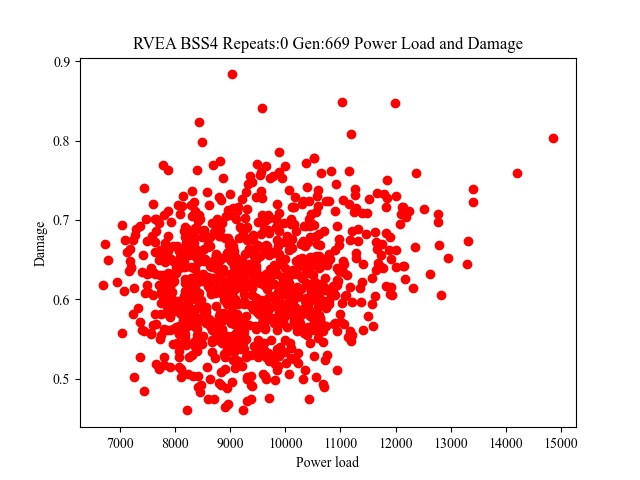 RVEA BSS4 Repeats:0 Gen:669 Power Load and Damage
0.9
0.8
0.7
0.6
0.5
Damage
7000 8000 9000 10000 11000 12000 13000 14000 15000
Power load